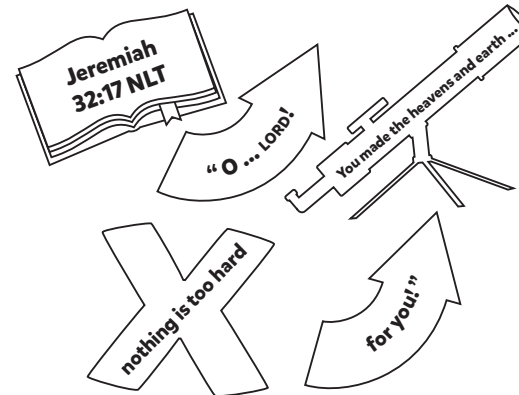 Jeremiah
32:17 NLT
“ O ... LORD!
You made the heavens and earth ...
nothing is too hard
for you!”